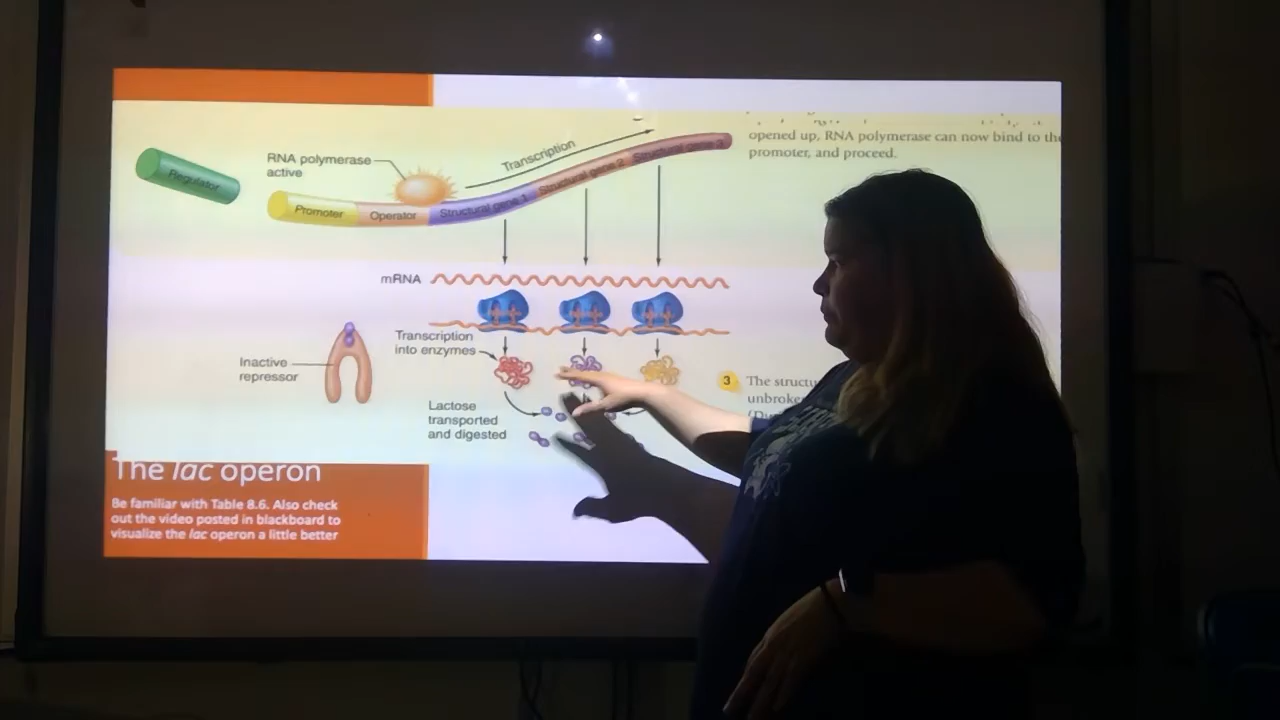 opened up, RNA polymerase can now bind to the
promoter, and proceed.
RNA polymerase
active
Transcription
Regulator
Promoter
Operator
Structural gene 1
Structural gene 2
Structural gene 3
mRNA
Transcription
into enzymes
Inactive
repressor
Lactose
transported
and digested
3 The
The lac operon
Be familiar with Table 8.6. Also check
out the video posted in blackboard to
visualize the lac operon a little better